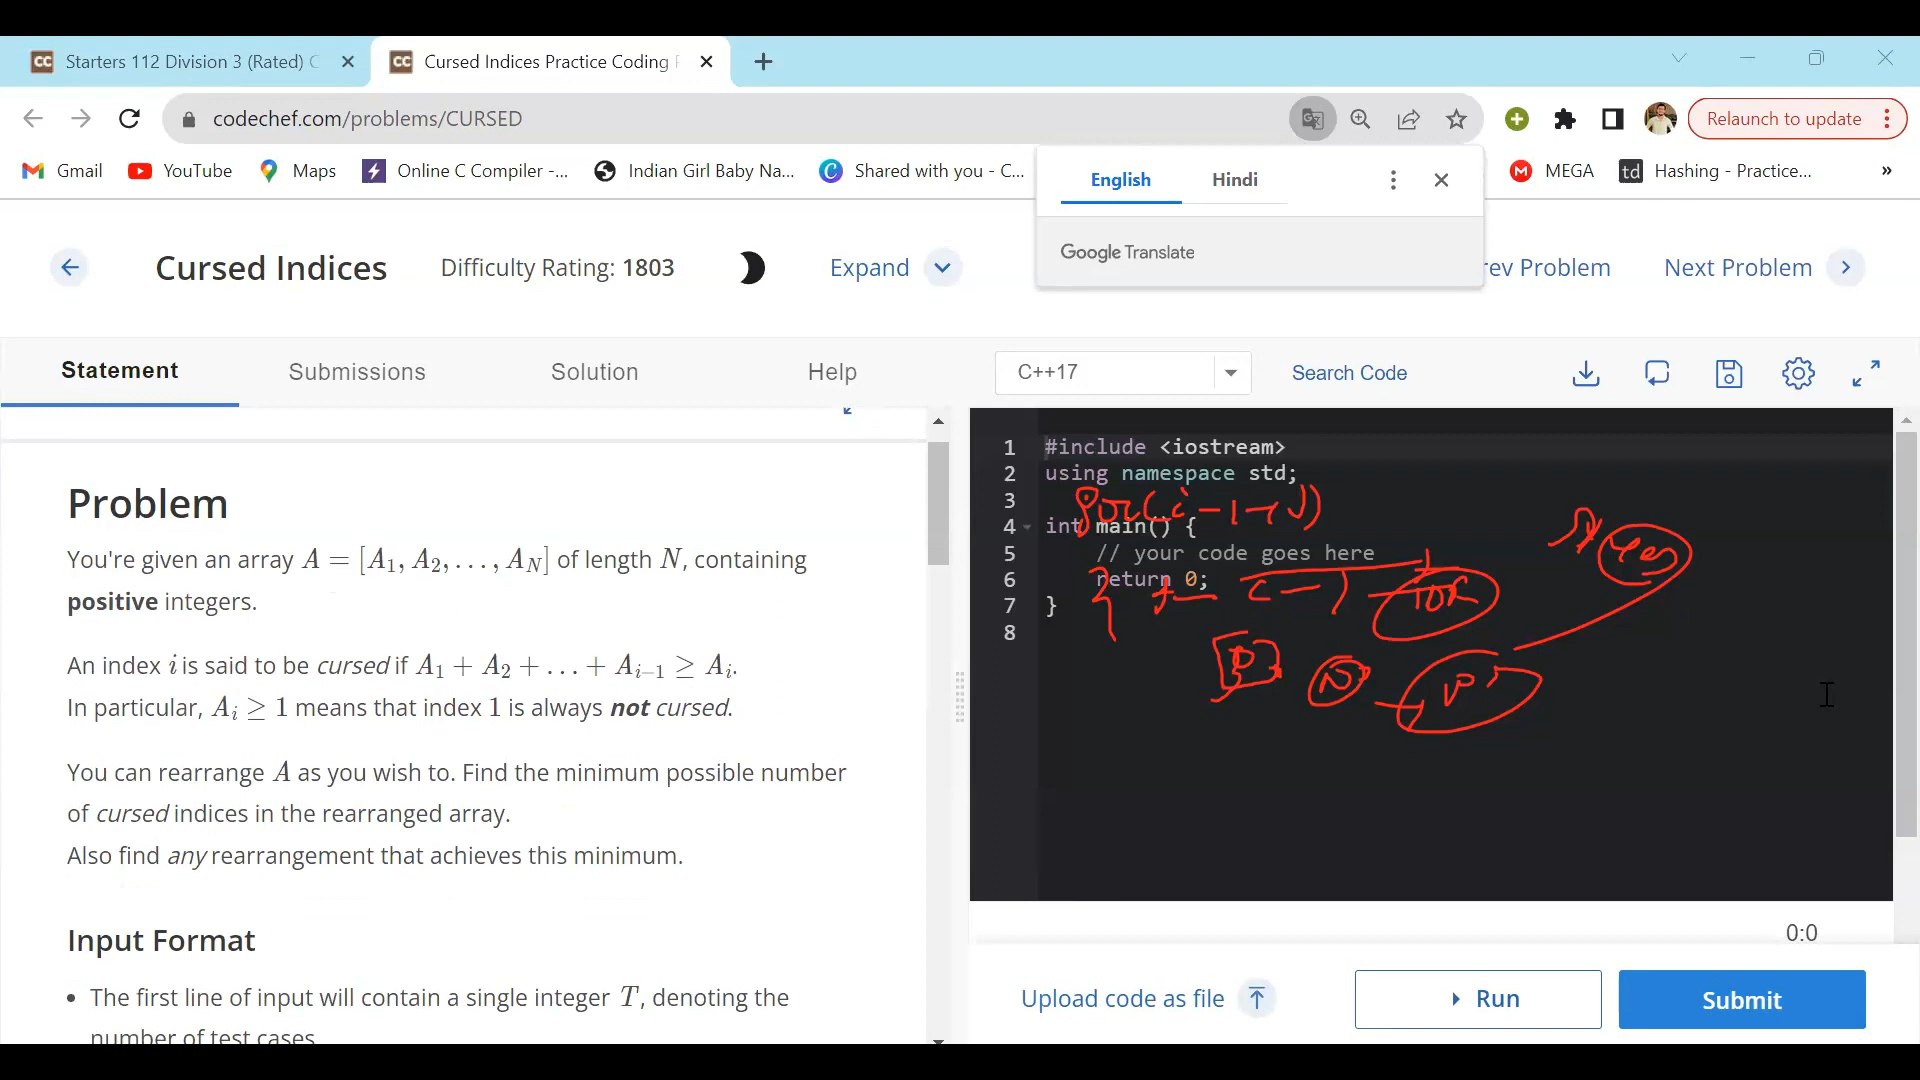 Starters 112 Division 3 (Rated) C
Cursed Indices Practice Coding P
codechef.com/problems/CURSED
Relaunch to update
Gmail
YouTube
Maps
Online C Compiler -...
Indian Girl Baby Na...
Shared with you - C...
MEGA
td
Hashing - Practice...
»
English
Hindi
Google Translate
Cursed Indices
Difficulty Rating: 1803
Expand
rev Problem
Next Problem
Statement
Submissions
Solution
Help
C++17
Search Code
Problem
You're given an array A = [A₁, A₂, . . . , A_N] of length N, containing
positive integers.
An index i is said to be cursed if A₁ + A₂ + . . . + A_{i−1} ≥ A_i.
In particular, A_i ≥ 1 means that index 1 is always not cursed.
You can rearrange A as you wish to. Find the minimum possible number
of cursed indices in the rearranged array.
Also find any rearrangement that achieves this minimum.
Input Format
• The first line of input will contain a single integer T, denoting the
number of test cases.
1 #include <iostream>
2 using namespace std;
3
4 int main() {
5 // your code goes here
6 return 0;
7 }
8
0:0
Upload code as file
Run
Submit